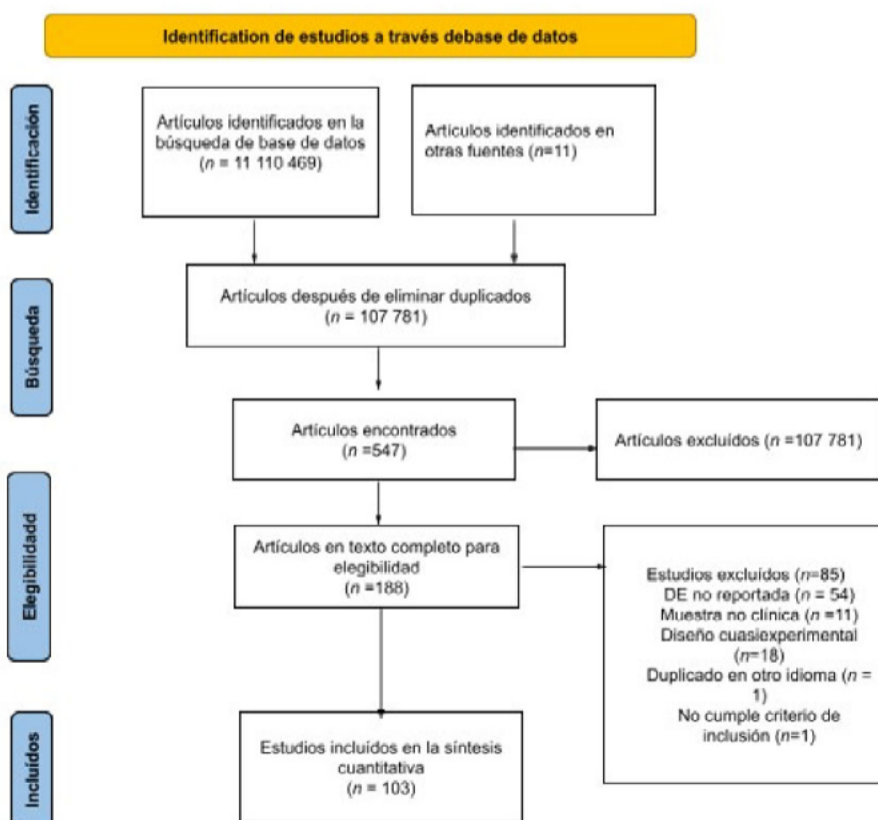 Identification de estudios a través debase de datos
Identificación
Artículos identificados en la
búsqueda de base de datos
(n = 11 110 469)
Artículos identificados en
otras fuentes (n=11)
Búsqueda
Artículos después de eliminar duplicados
(n = 107 781)
Artículos encontrados
(n =547)
Artículos excluídos (n =107 781)
Elegibilidadd
Artículos en texto completo para
elegibilidad
(n =188)
Estudios excluídos (n=85)
DE no reportada (n = 54)
Muestra no clínica (n =11)
Diseño cuasiexperimental
(n=18)
Duplicado en otro idioma (n =
1)
No cumple criterio de
inclusión (n=1)
Incluídos
Estudios incluídos en la síntesis
cuantitativa
(n = 103)